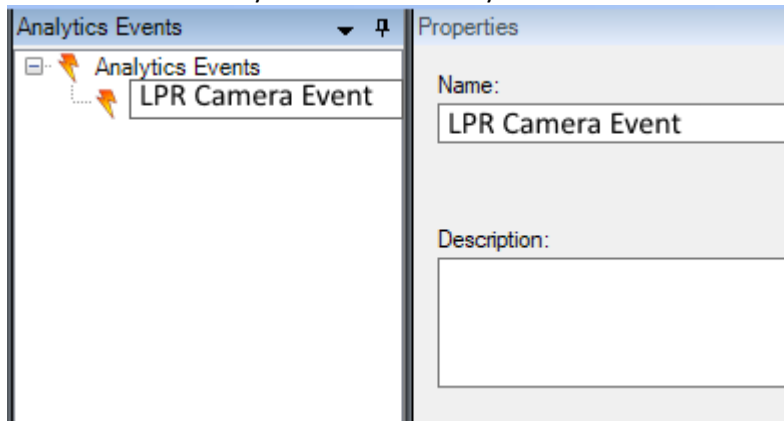 Analytics Events
Analytics Events
LPR Camera Event
Properties
Name:
LPR Camera Event
Description: